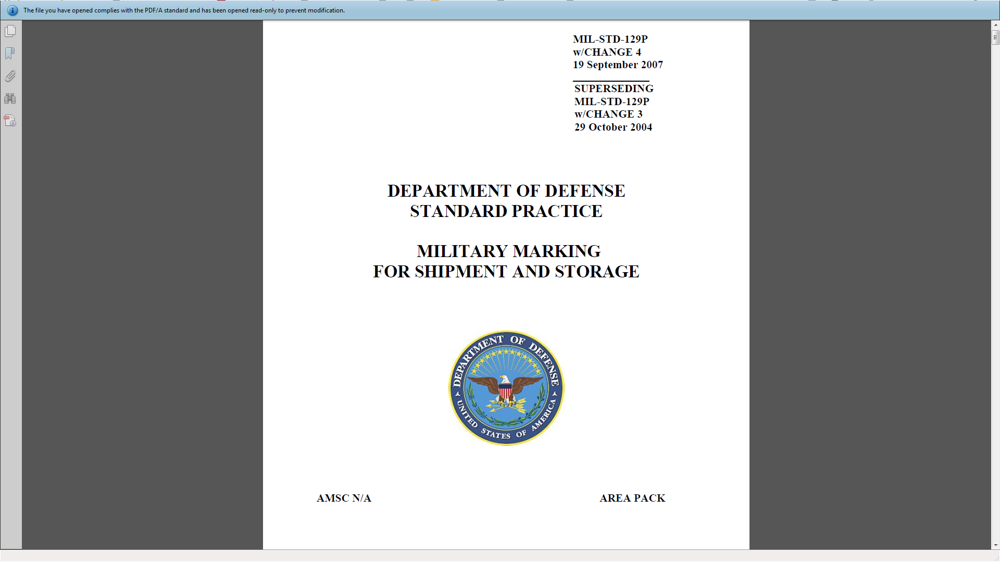 The file you have opened complies with the PDF/A standard and has been opened read-only to prevent modification.
MIL-STD-129P
w/CHANGE 4
19 September 2007
SUPERSEDING
MIL-STD-129P
w/CHANGE 3
29 October 2004
DEPARTMENT OF DEFENSE
STANDARD PRACTICE
MILITARY MARKING
FOR SHIPMENT AND STORAGE
DEPARTMENT OF DEFENSE
UNITED STATES OF AMERICA
AMSC N/A
AREA PACK